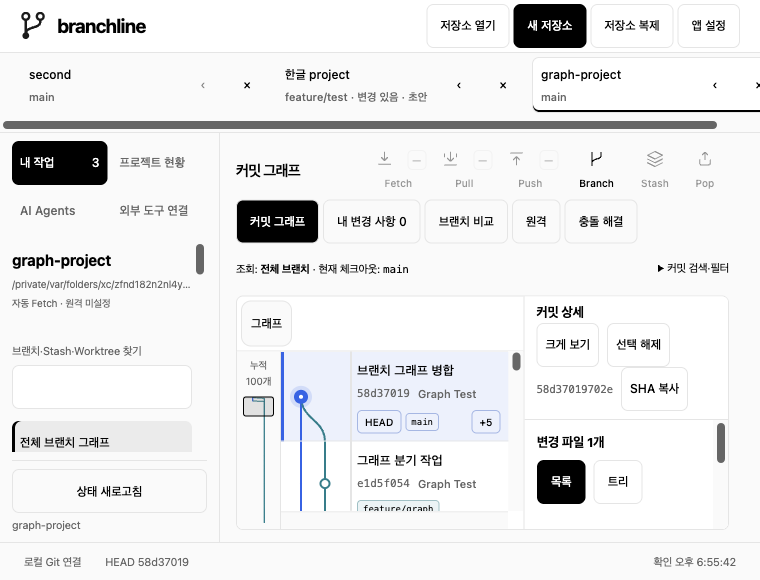 branchline
저장소 열기
새 저장소
저장소 복제
앱 설정
second
main
한글 project
feature/test · 변경 있음 · 초안
graph-project
main
내 작업 3
프로젝트 현황
AI Agents
외부 도구 연결
graph-project
/private/var/folders/xc/zfnd182n2nl4y...
자동 Fetch · 원격 미설정
브랜치·Stash·Worktree 찾기
전체 브랜치 그래프
상태 새로고침
graph-project
커밋 그래프
Fetch
Pull
Push
Branch
Stash
Pop
커밋 그래프
내 변경 사항 0
브랜치 비교
원격
충돌 해결
조회: 전체 브랜치 · 현재 체크아웃: main
▶ 커밋 검색·필터
그래프
누적
100개
브랜치 그래프 병합
58d37019 Graph Test
HEAD main +5
그래프 분기 작업
e1d5f054 Graph Test
feature/graph
커밋 상세
크게 보기
선택 해제
58d37019702e
SHA 복사
변경 파일 1개
목록
트리
로컬 Git 연결
HEAD 58d37019
확인 오후 6:55:42